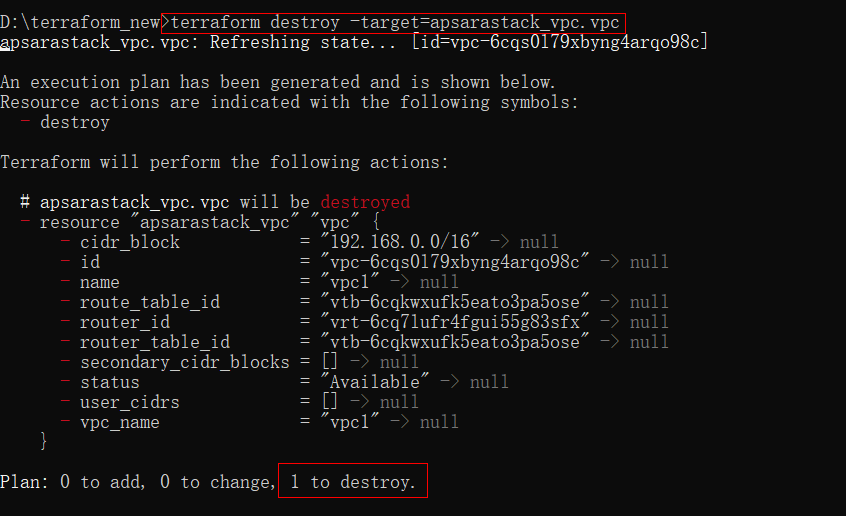 D:\terraform_new>terraform destroy -target=apsarastack_vpc.vpc
apsarastack_vpc.vpc: Refreshing state... [id=vpc-6cqs0l79xbyng4arqo98c]
An execution plan has been generated and is shown below.
Resource actions are indicated with the following symbols:
- destroy
Terraform will perform the following actions:
# apsarastack_vpc.vpc will be destroyed
- resource "apsarastack_vpc" "vpc" {
- cidr_block = "192.168.0.0/16" -> null
- id = "vpc-6cqs0l79xbyng4arqo98c" -> null
- name = "vpc1" -> null
- route_table_id = "vtb-6cqkwxufk5eato3pa5ose" -> null
- router_id = "vrt-6cq7lufr4fgui55g83sfx" -> null
- router_table_id = "vtb-6cqkwxufk5eato3pa5ose" -> null
- secondary_cidr_blocks = [] -> null
- status = "Available" -> null
- user_cidrs = [] -> null
- vpc_name = "vpc1" -> null
}
Plan: 0 to add, 0 to change, 1 to destroy.